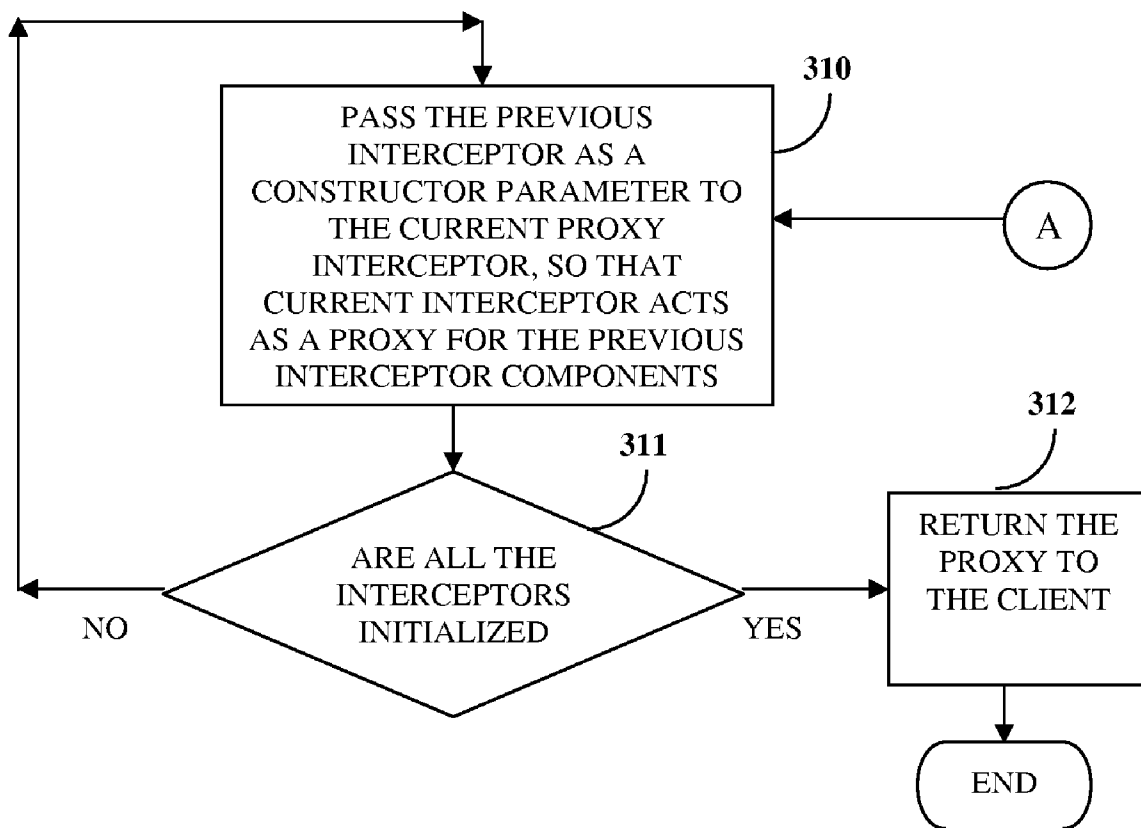 310
PASS THE PREVIOUS
INTERCEPTOR AS A
CONSTRUCTOR PARAMETER TO
THE CURRENT PROXY
INTERCEPTOR, SO THAT
CURRENT INTERCEPTOR ACTS
AS A PROXY FOR THE PREVIOUS
INTERCEPTOR COMPONENTS
A
311
ARE ALL THE
INTERCEPTORS
INITIALIZED
NO
YES
312
RETURN THE
PROXY TO
THE CLIENT
END